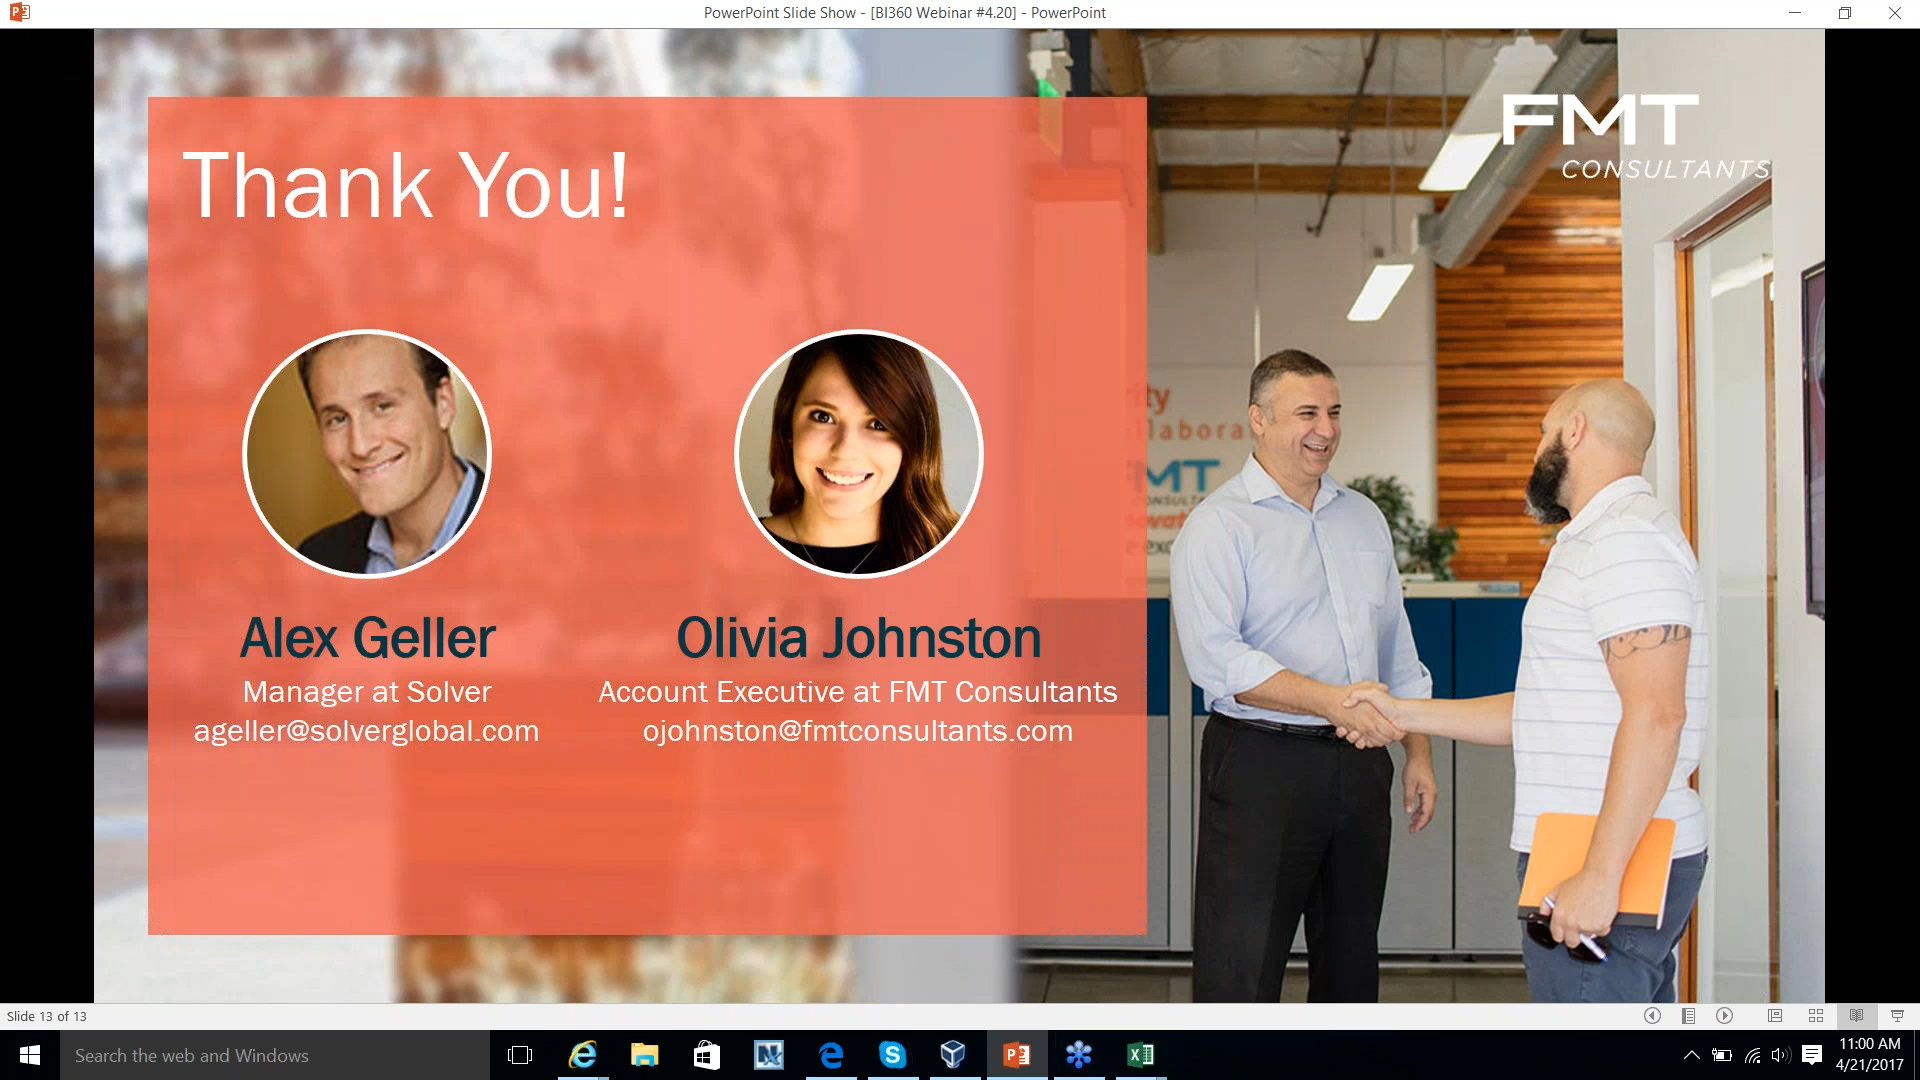 PowerPoint Slide Show - [BI360 Webinar #4.20] - PowerPoint
FMT
CONSULTANTS
Thank You!
FMT
Alex Geller
Manager at Solver
ageller@solverglobal.com
Olivia Johnston
Account Executive at FMT Consultants
ojohnston@fmtconsultants.com
Slide 13 of 13
Search the web and Windows
11:00 AM
4/21/2017